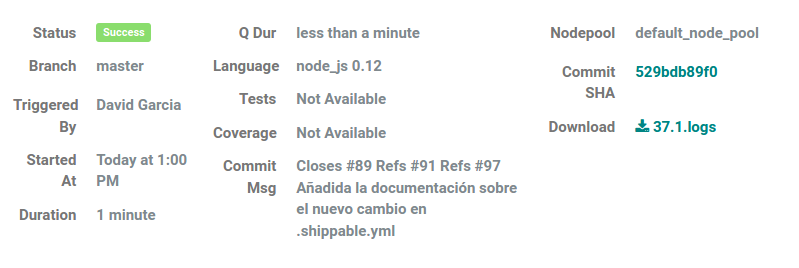 Status Success
Branch master
Triggered By David Garcia
Started At Today at 1:00 PM
Duration 1 minute
Q Dur less than a minute
Language node_js 0.12
Tests Not Available
Coverage Not Available
Commit Msg Closes #89 Refs #91 Refs #97
Añadida la documentación sobre
el nuevo cambio en
.shippable.yml
Nodepool default_node_pool
Commit SHA 529bdb89f0
Download 37.1.logs